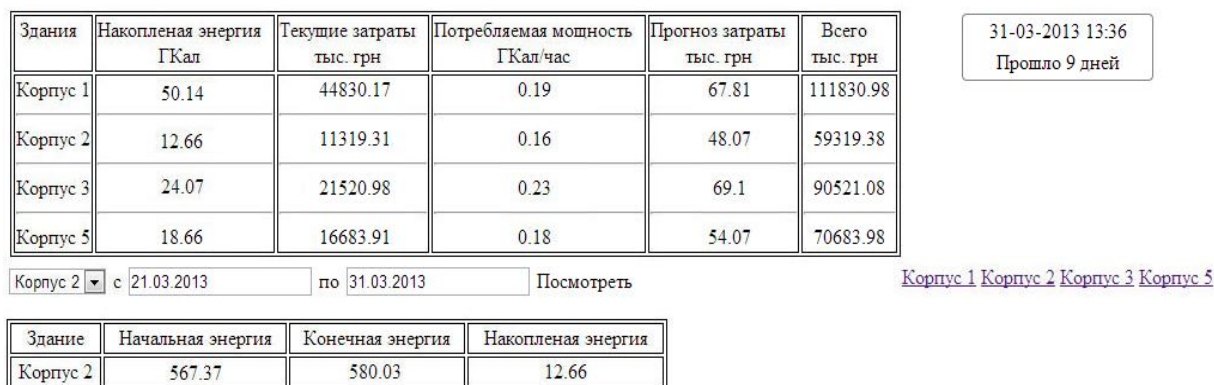 Здания Накопленая энергия Текущие затраты Потребляемая мощность Прогноз затраты Всего
ГКал тыс. грн ГКал/час тыс. грн тыс. грн
31-03-2013 13:36
Прошло 9 дней
Корпус 1 50.14 44830.17 0.19 67.81 111830.98
Корпус 2 12.66 11319.31 0.16 48.07 59319.38
Корпус 3 24.07 21520.98 0.23 69.1 90521.08
Корпус 5 18.66 16683.91 0.18 54.07 70683.98
Корпус 2 с 21.03.2013 по 31.03.2013 Посмотреть
Корпус 1 Корпус 2 Корпус 3 Корпус 5
Здание Начальная энергия Конечная энергия Накопленая энергия
Корпус 2 567.37 580.03 12.66